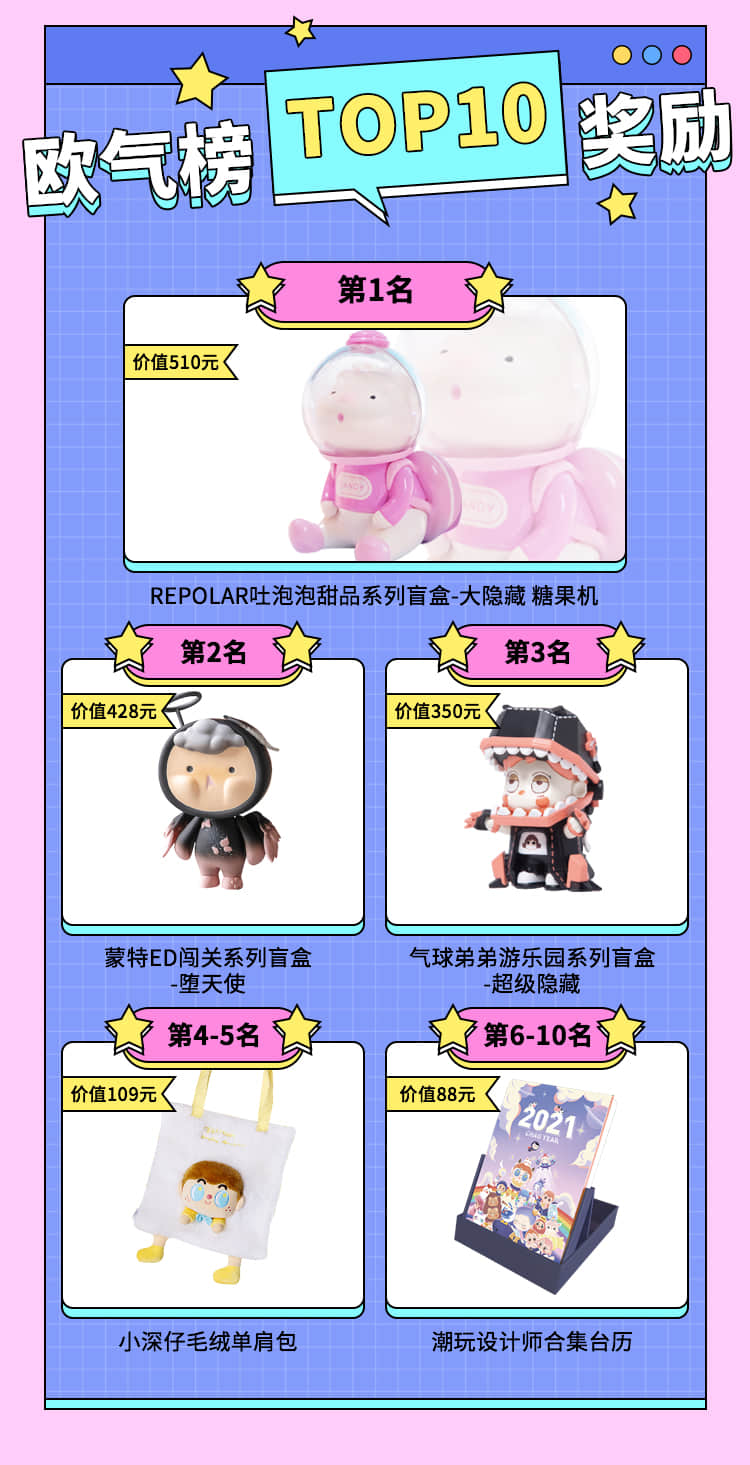 欧气榜 TOP10 奖励
第1名
价值510元
REPOLAR吐泡泡甜品系列盲盒-大隐藏 糖果机
第2名
价值428元
蒙特ED闯关系列盲盒
-堕天使
第3名
价值350元
气球弟弟游乐园系列盲盒
-超级隐藏
第4-5名
价值109元
小深仔毛绒单肩包
第6-10名
价值88元
2021
潮玩设计师合集台历